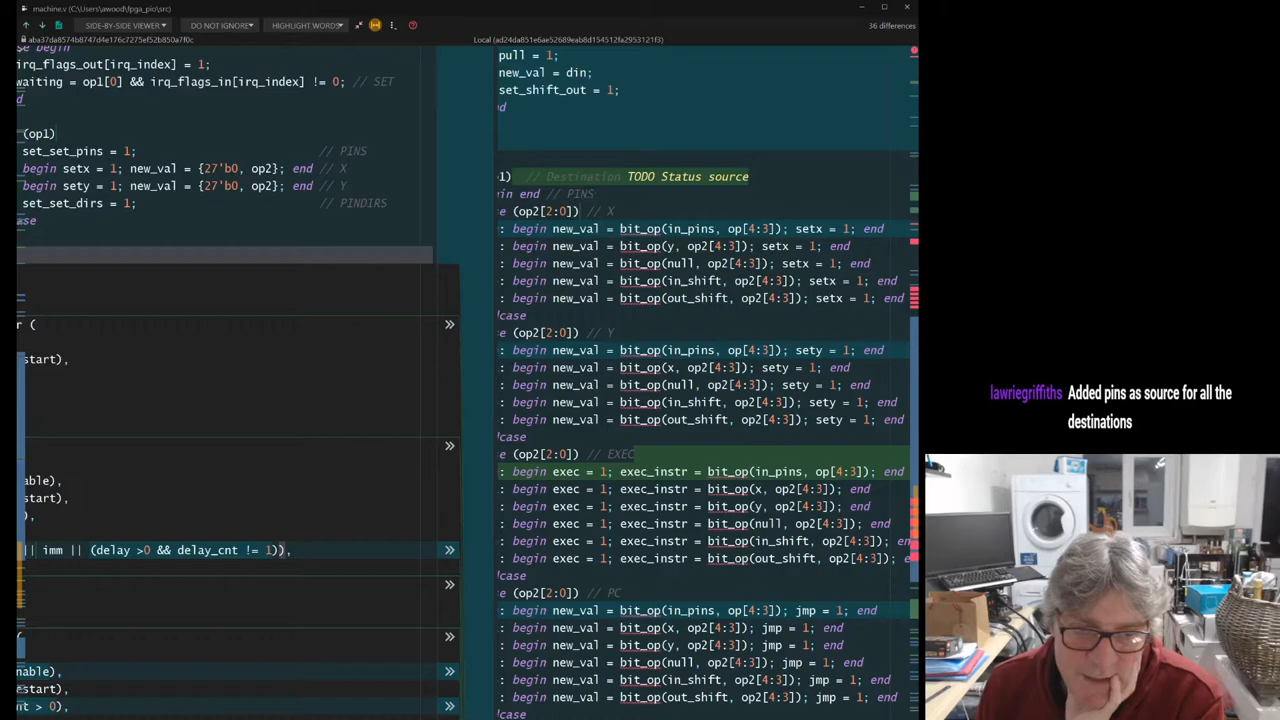 machine.v (C:\Users\awood\fpga_pio\src)
SIDE-BY-SIDE VIEWER DO NOT IGNORE HIGHLIGHT WORDS 36 differences
aba37da8574b8747d4e176c7275ef52b850a7f0c Local (ad24da851e6ae52689eab8d154512fa2953121f3)
se begin
irq_flags_out[irq_index] = 1;
waiting = op1[0] && irq_flags_in[irq_index] != 0; // SET
d
(op1)
set_set_pins = 1; // PINS
begin setx = 1; new_val = {27'b0, op2}; end // X
begin sety = 1; new_val = {27'b0, op2}; end // Y
set_set_dirs = 1; // PINDIRS
case
r (
start),
able),
start),
),
|| imm || (delay >0 && delay_cnt != 1)),
(
nable),
start),
t ),
pull = 1;
new_val = din;
set_shift_out = 1;
nd
1) // Destination TODO Status source
in end // PINS
e (op2[2:0]) // X
: begin new_val = bit_op(in_pins, op[4:3]); setx = 1; end
: begin new_val = bit_op(y, op2[4:3]); setx = 1; end
: begin new_val = bit_op(null, op2[4:3]); setx = 1; end
: begin new_val = bit_op(in_shift, op2[4:3]); setx = 1; end
: begin new_val = bit_op(out_shift, op2[4:3]); setx = 1; end
case
e (op2[2:0]) // Y
: begin new_val = bit_op(in_pins, op[4:3]); sety = 1; end
: begin new_val = bit_op(x, op2[4:3]); sety = 1; end
: begin new_val = bit_op(null, op2[4:3]); sety = 1; end
: begin new_val = bit_op(in_shift, op2[4:3]); sety = 1; end
: begin new_val = bit_op(out_shift, op2[4:3]); sety = 1; end
case
e (op2[2:0]) // EXEC
: begin exec = 1; exec_instr = bit_op(in_pins, op[4:3]); end
: begin exec = 1; exec_instr = bit_op(x, op2[4:3]); end
: begin exec = 1; exec_instr = bit_op(y, op2[4:3]); end
: begin exec = 1; exec_instr = bit_op(null, op2[4:3]); end
: begin exec = 1; exec_instr = bit_op(in_shift, op2[4:3]); end
: begin exec = 1; exec_instr = bit_op(out_shift, op2[4:3]); e
case
e (op2[2:0]) // PC
: begin new_val = bit_op(in_pins, op[4:3]); jmp = 1; end
: begin new_val = bit_op(x, op2[4:3]); jmp = 1; end
: begin new_val = bit_op(y, op2[4:3]); jmp = 1; end
: begin new_val = bit_op(null, op2[4:3]); jmp = 1; end
: begin new_val = bit_op(in_shift, op2[4:3]); jmp = 1; end
: begin new_val = bit_op(out_shift, op2[4:3]); jmp = 1; end
case
lawriegriffiths Added pins as source for all the
destinations